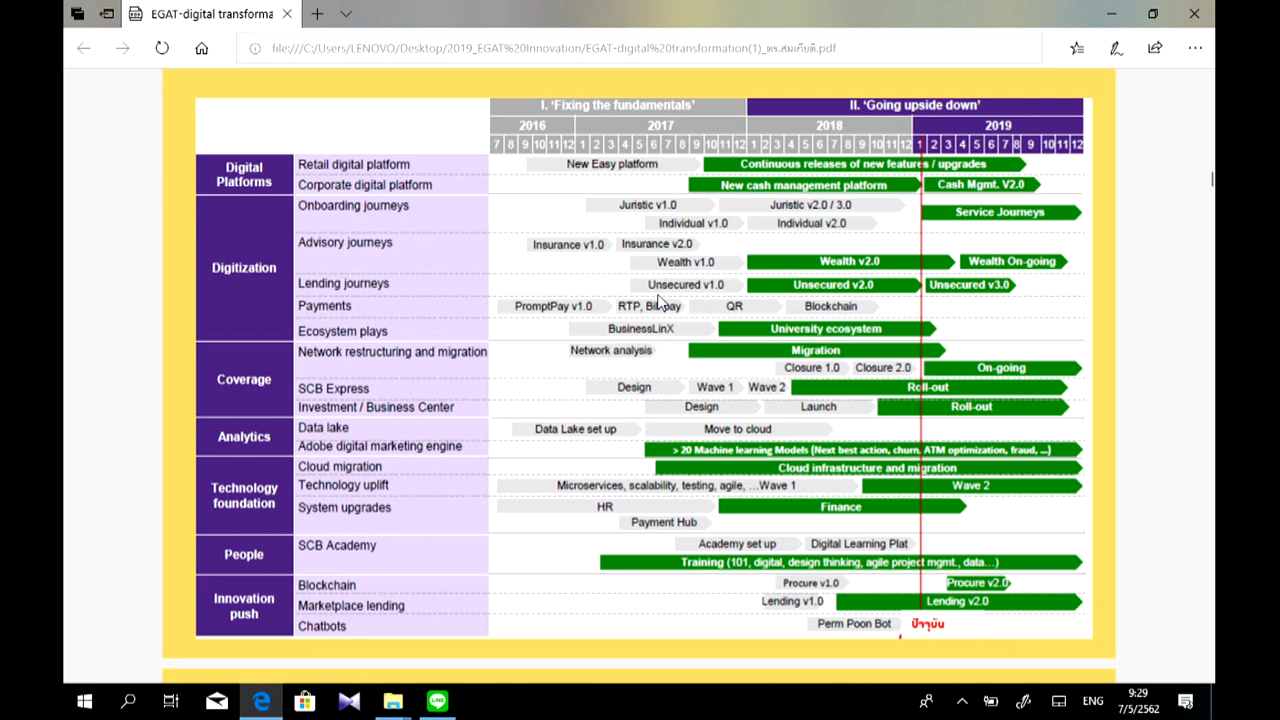 EGAT-digital transforma
file:///C:/Users/LENOVO/Desktop/2019_EGAT%20Innovation/EGAT-digital%20transformation(1)_ดร.สมเกียติ.pdf
I. ‘Fixing the fundamentals’ II. ‘Going upside down’
2016 2017 2018 2019
7 8 9 10 11 12 1 2 3 4 5 6 7 8 9 10 11 12 1 2 3 4 5 6 7 8 9 10 11 12 1 2 3 4 5 6 7 8 9 10 11 12
Digital Platforms
Retail digital platform New Easy platform Continuous releases of new features / upgrades
Corporate digital platform New cash management platform Cash Mgmt. V2.0
Digitization
Onboarding journeys Juristic v1.0 Juristic v2.0 / 3.0 Service Journeys
Individual v1.0 Individual v2.0
Advisory journeys Insurance v1.0 Insurance v2.0
Wealth v1.0 Wealth v2.0 Wealth On-going
Lending journeys Unsecured v1.0 Unsecured v2.0 Unsecured v3.0
Payments PromptPay v1.0 RTP, Bill pay QR Blockchain
Ecosystem plays BusinessLinX University ecosystem
Coverage
Network restructuring and migration Network analysis Migration
Closure 1.0 Closure 2.0 On-going
SCB Express Design Wave 1 Wave 2 Roll-out
Investment / Business Center Design Launch Roll-out
Analytics
Data lake Data Lake set up Move to cloud
Adobe digital marketing engine > 20 Machine learning Models (Next best action, churn, ATM optimization, fraud, ...)
Technology foundation
Cloud migration Cloud infrastructure and migration
Technology uplift Microservices, scalability, testing, agile, …Wave 1 Wave 2
System upgrades HR Finance
Payment Hub
People
SCB Academy Academy set up Digital Learning Plat
Training (101, digital, design thinking, agile project mgmt., data…)
Innovation push
Blockchain Procure v1.0 Procure v2.0
Marketplace lending Lending v1.0 Lending v2.0
Chatbots Perm Poon Bot ปัจจุบัน
LINE
ENG
9:29
7/5/2562